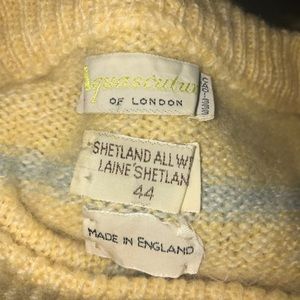 Aquascutum
OF LONDON
"SHETLAND ALL W
LAINE SHETLAN
44
MADE IN ENGLAND